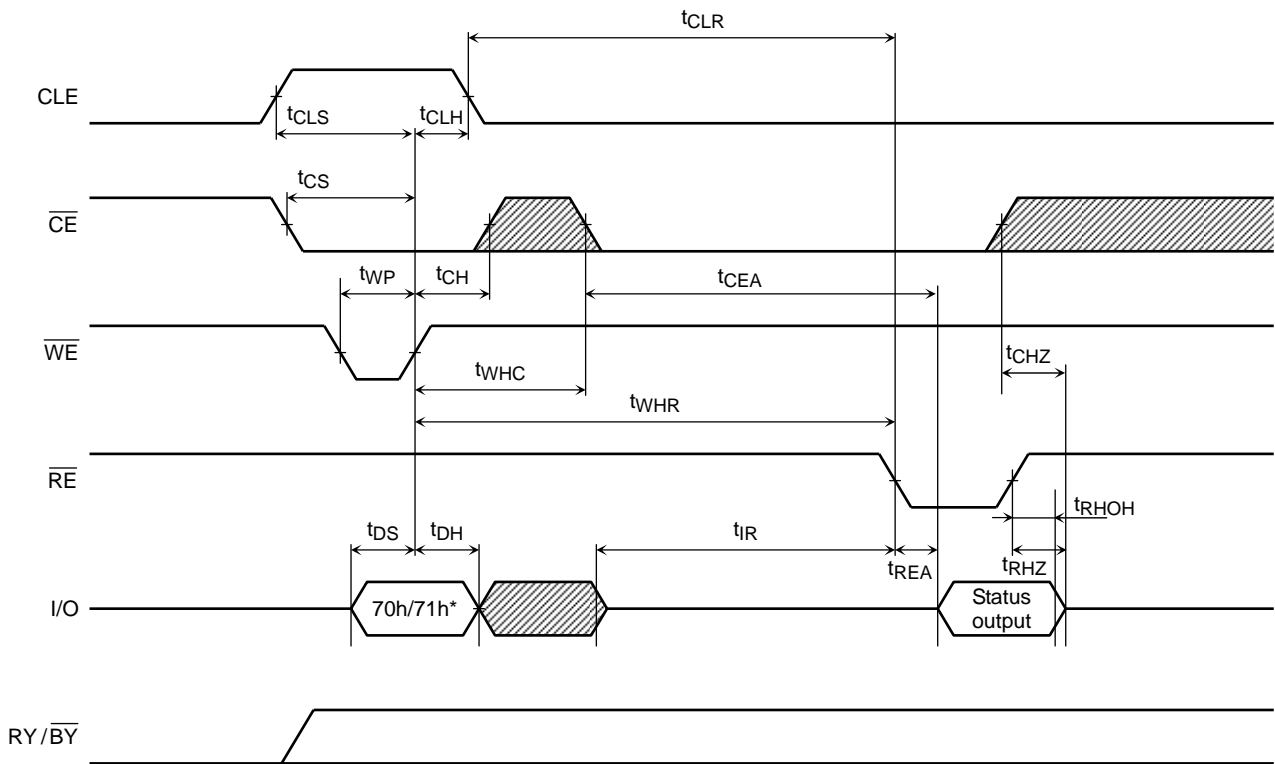 tCLR
CLE
tCLS
tCLH
tCS
CE
tWP
tCH
tCEA
WE
tCHZ
tWHC
tWHR
RE
tRHOH
tDS
tDH
tIR
tREA
tRHZ
I/O
70h/71h*
Status
output
RY/BY